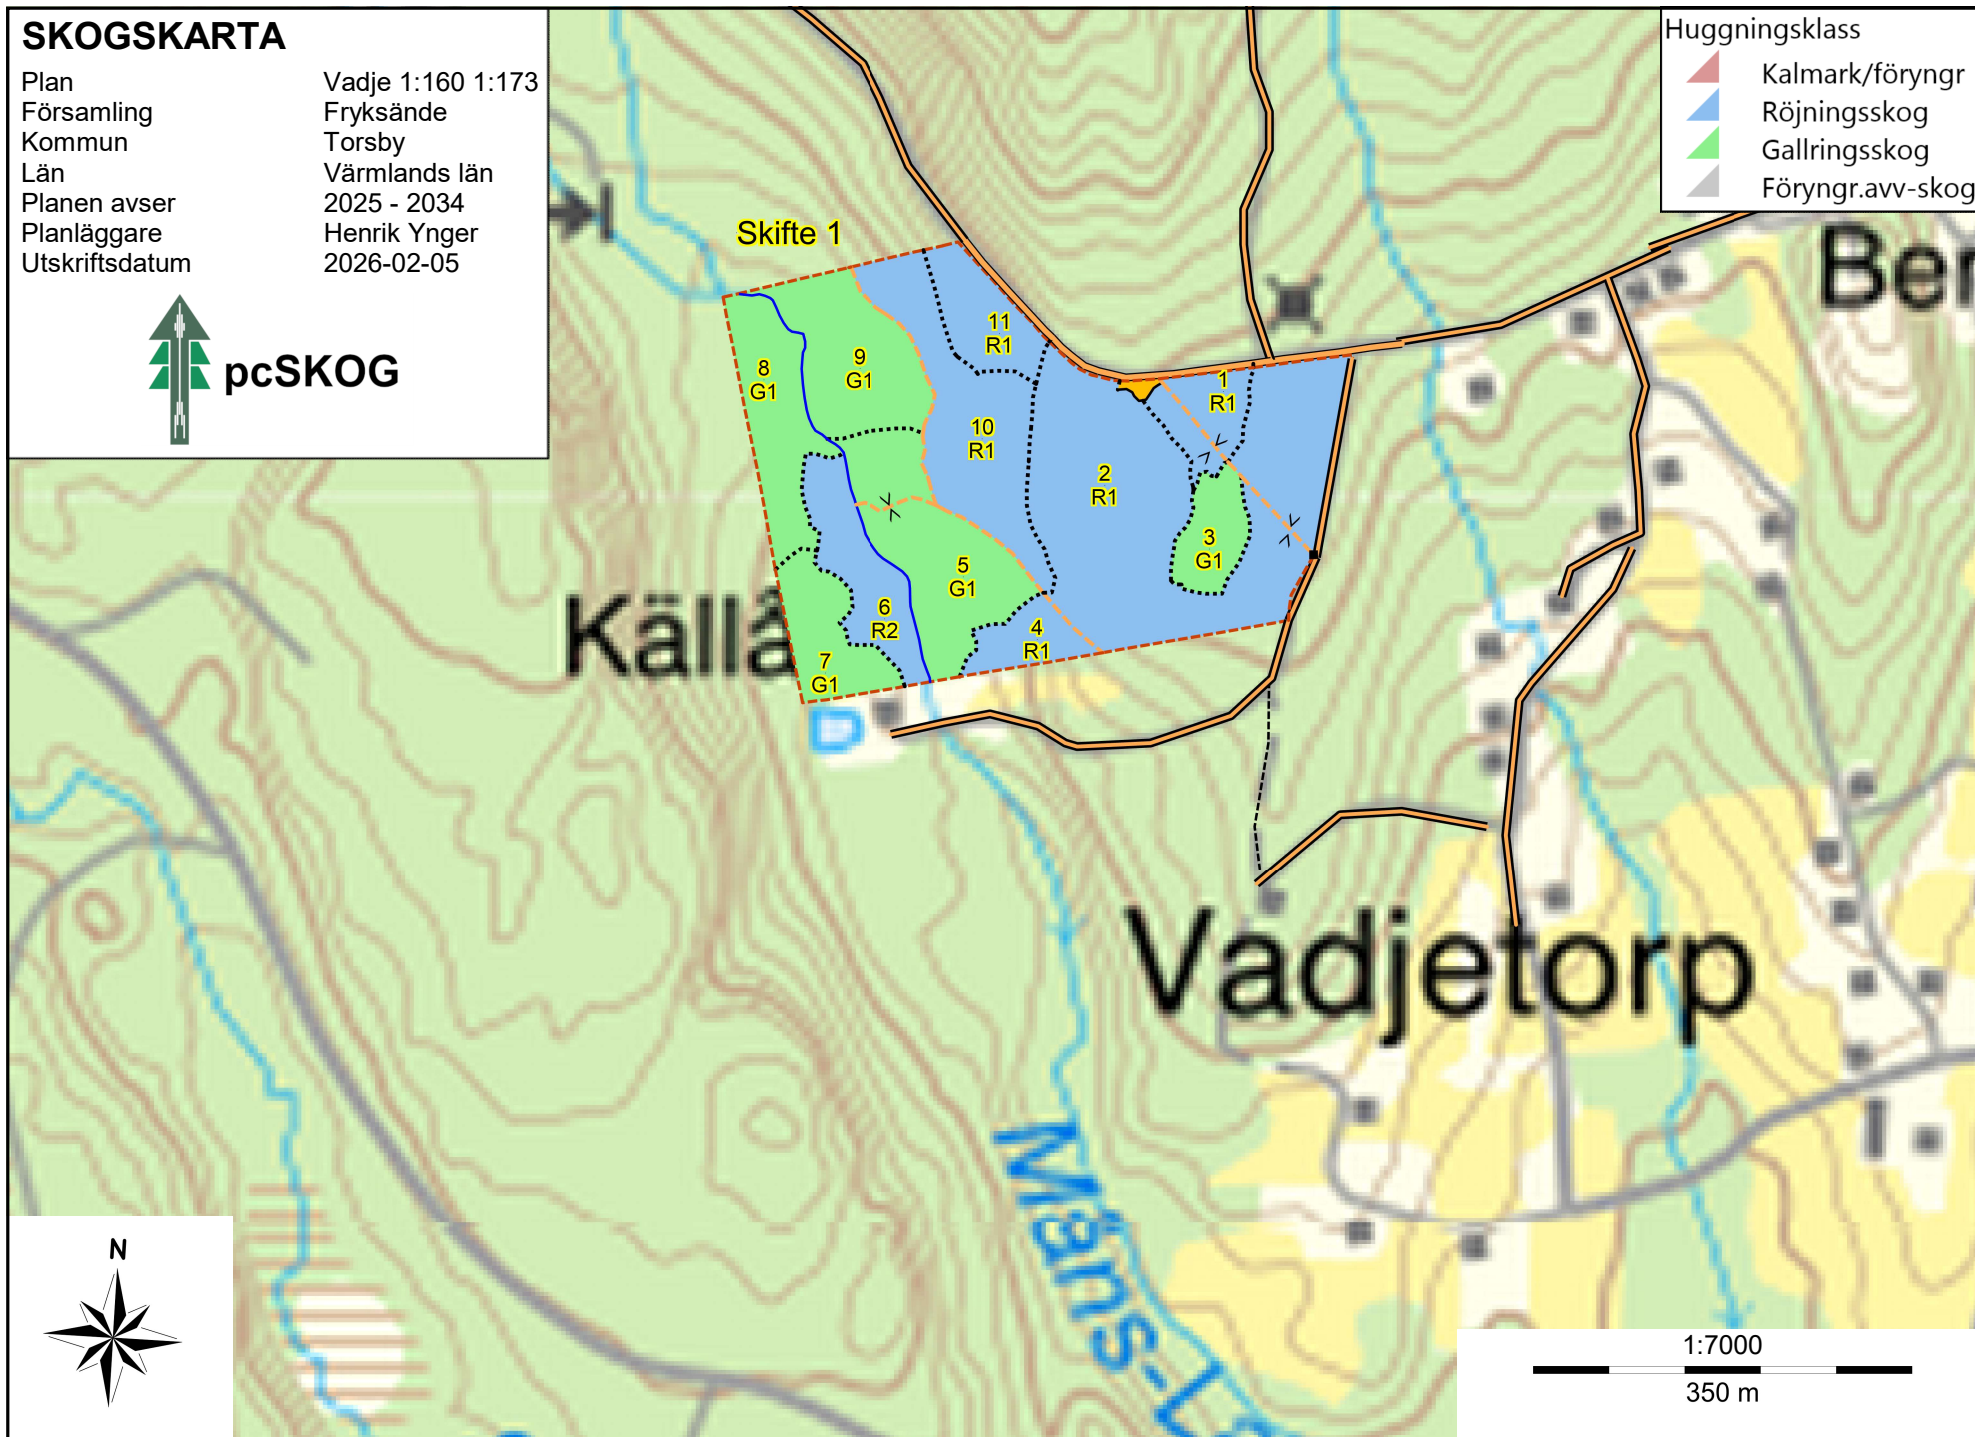 SKOGSKARTA
Plan Vadje 1:160 1:173
Församling Fryksände
Kommun Torsby
Län Värmlands län
Planen avser 2025 - 2034
Planläggare Henrik Ynger
Utskriftsdatum 2026-02-05
pcSKOG
Huggningsklass
Kalmark/föryngr
Röjningsskog
Gallringsskog
Föryngr.avv-skog
Skifte 1
Ber
11
R1
1
R1
8
G1
9
G1
10
R1
2
R1
3
G1
5
G1
6
R2
4
R1
7
G1
Källå
Vadjetorp
Måns-L
N
1:7000
350 m